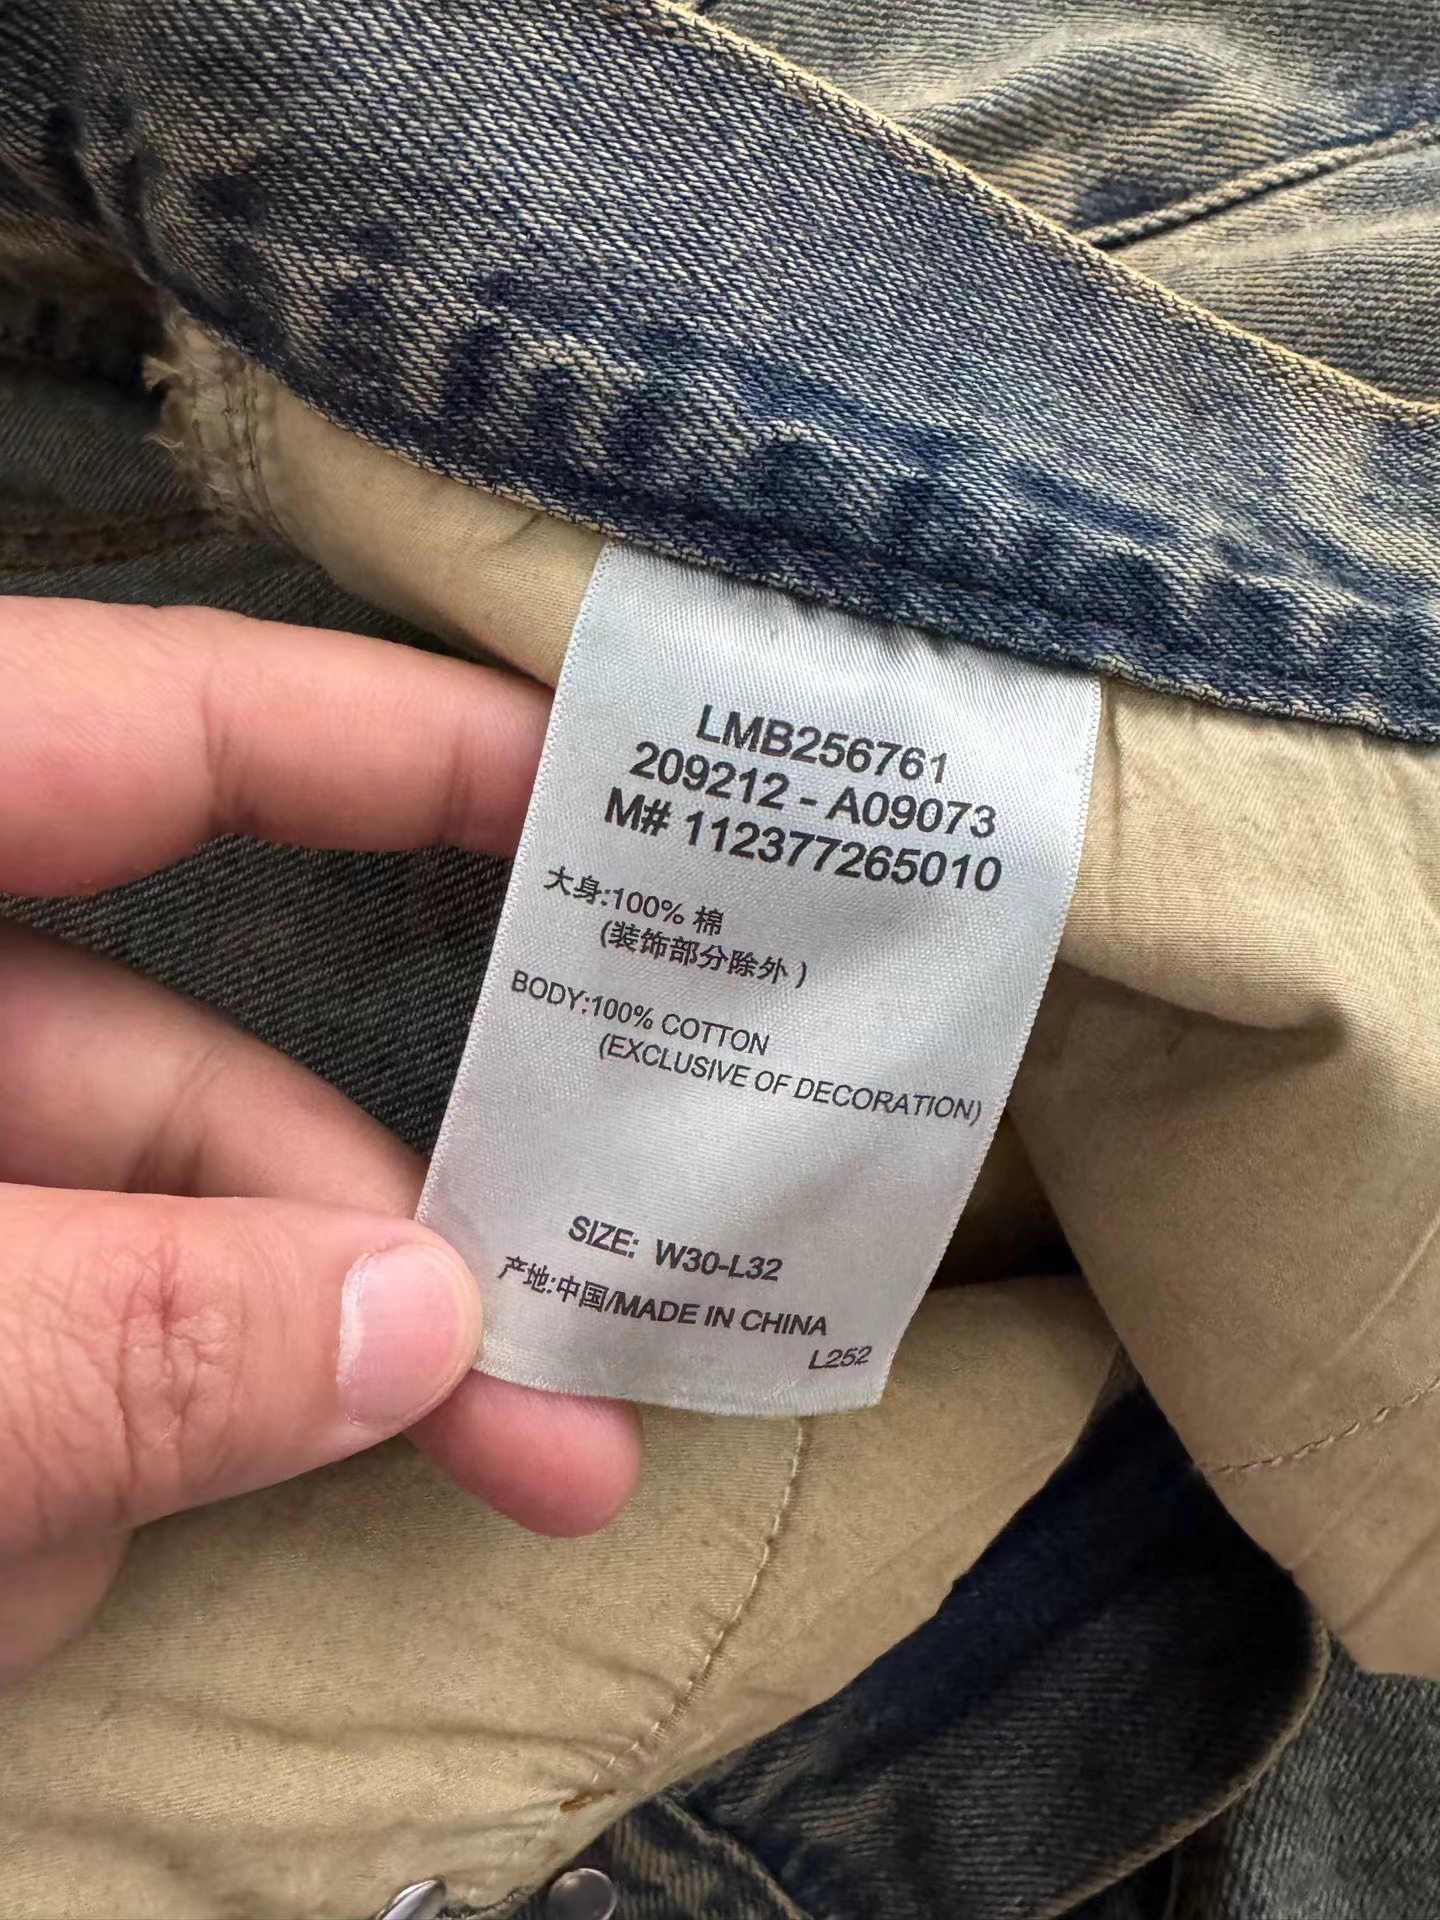 LMB256761
209212 - A09073
M# 112377265010
大身:100% 棉
(装饰部分除外)
BODY:100% COTTON
(EXCLUSIVE OF DECORATION)
SIZE: W30-L32
产地:中国/MADE IN CHINA
L252